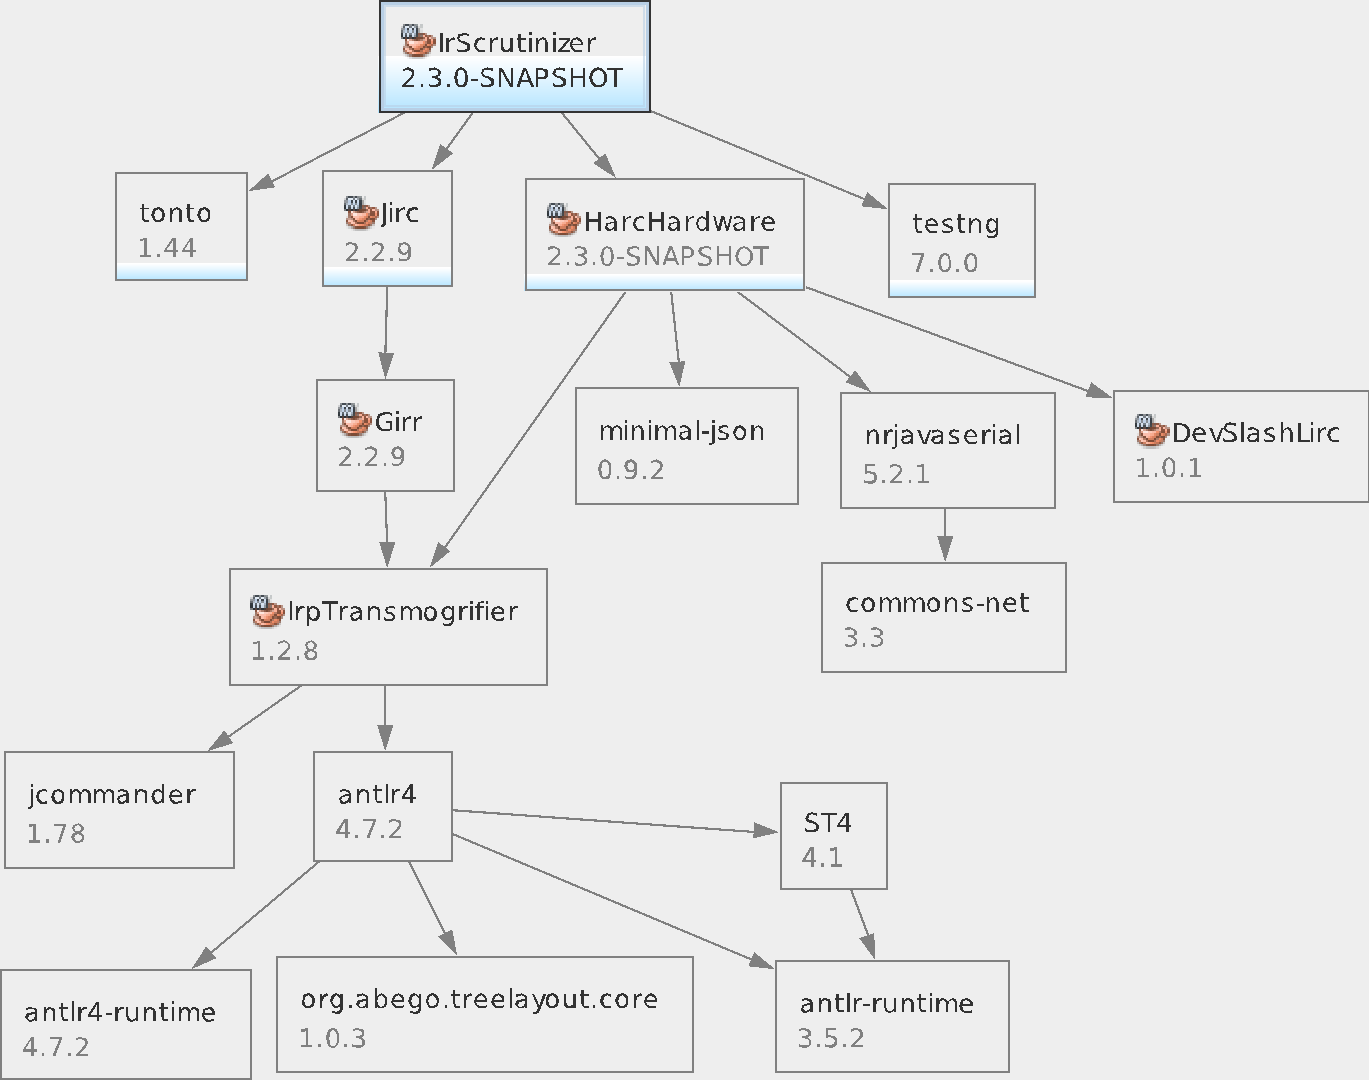 IrScrutinizer
2.3.0-SNAPSHOT
tonto
1.44
Jirc
2.2.9
HarcHardware
2.3.0-SNAPSHOT
testng
7.0.0
Girr
2.2.9
minimal-json
0.9.2
nrjavaserial
5.2.1
DevSlashLirc
1.0.1
IrpTransmogrifier
1.2.8
commons-net
3.3
jcommander
1.78
antlr4
4.7.2
ST4
4.1
antlr4-runtime
4.7.2
org.abego.treelayout.core
1.0.3
antlr-runtime
3.5.2